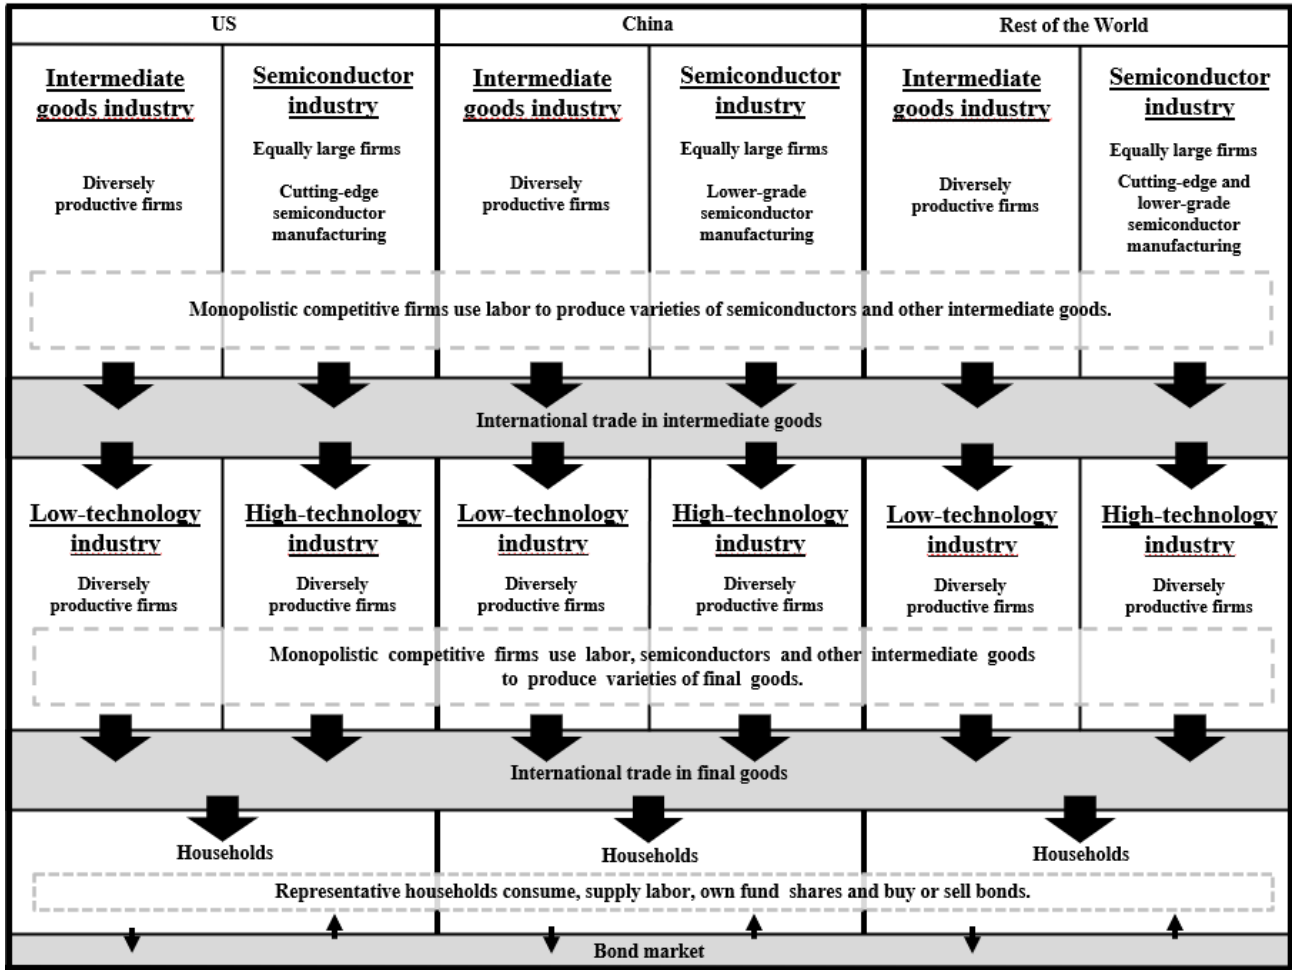 US
China
Rest of the World
Intermediate
goods industry
Diversely
productive firms
Semiconductor
industry
Equally large firms
Cutting-edge
semiconductor
manufacturing
Intermediate
goods industry
Diversely
productive firms
Semiconductor
industry
Equally large firms
Lower-grade
semiconductor
manufacturing
Intermediate
goods industry
Diversely
productive firms
Semiconductor
industry
Equally large firms
Cutting-edge and
lower-grade
semiconductor
manufacturing
Monopolistic competitive firms use labor to produce varieties of semiconductors and other intermediate goods.
International trade in intermediate goods
Low-technology
industry
Diversely
productive firms
High-technology
industry
Diversely
productive firms
Low-technology
industry
Diversely
productive firms
High-technology
industry
Diversely
productive firms
Low-technology
industry
Diversely
productive firms
High-technology
industry
Diversely
productive firms
Monopolistic competitive firms use labor, semiconductors and other intermediate goods
to produce varieties of final goods.
International trade in final goods
Households
Households
Households
Representative households consume, supply labor, own fund shares and buy or sell bonds.
Bond market